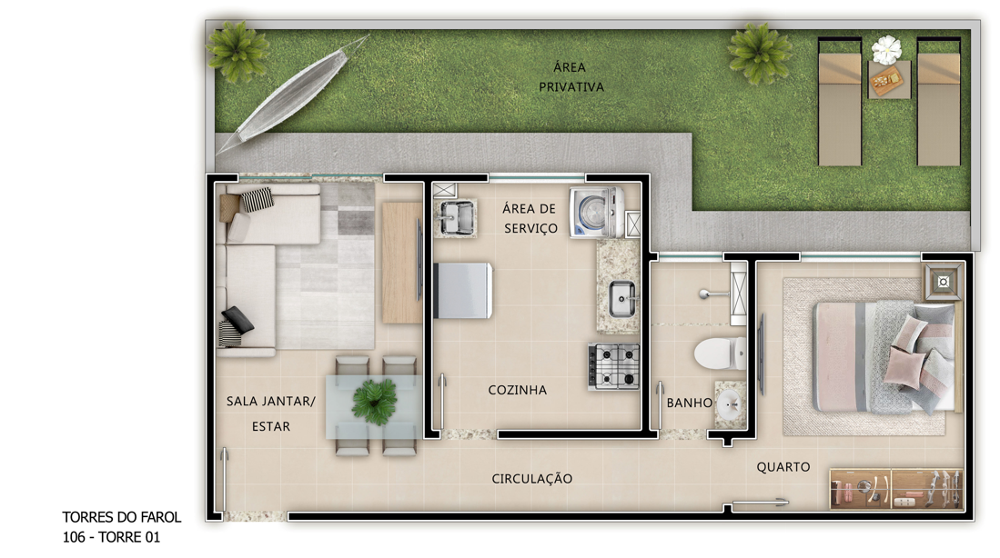 ÁREA
PRIVATIVA
ÁREA DE
SERVIÇO
COZINHA
BANHO
SALA JANTAR/
ESTAR
QUARTO
CIRCULAÇÃO
TORRES DO FAROL
106 - TORRE 01